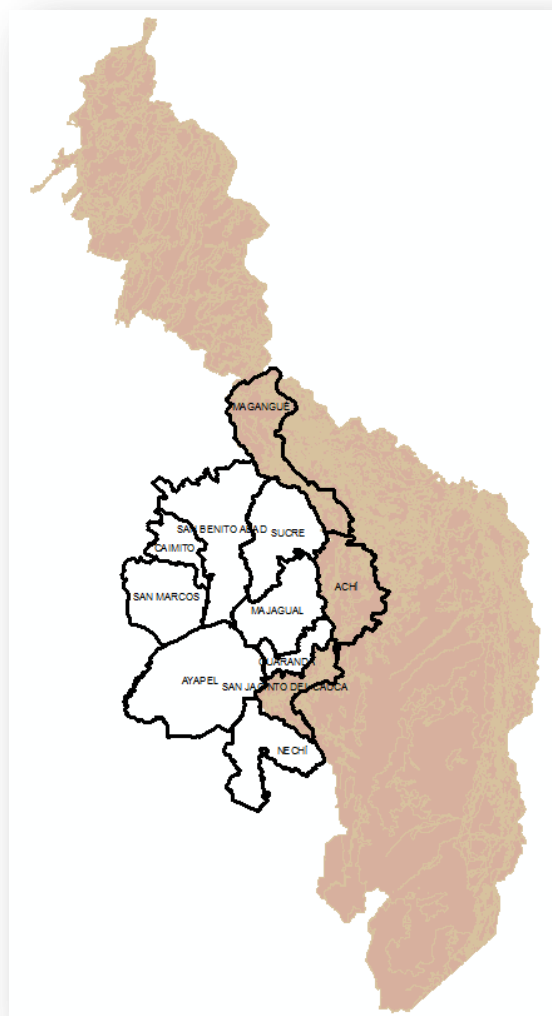 MAGANGUÉ
SAN BENITO ABAD
SUCRE
CAIMITO
ACHÍ
SAN MARCOS
MAJAGUAL
GUARANDA
AYAPEL
SAN JACINTO DEL CAUCA
NECHÍ